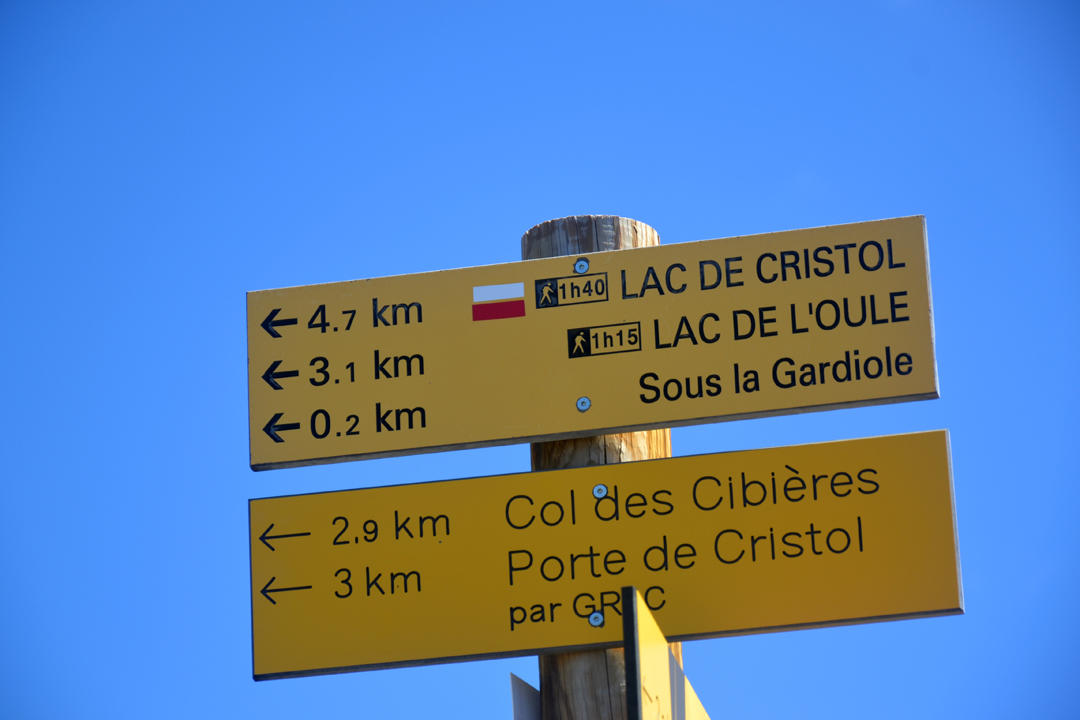 ← 4.7 km 1h40 LAC DE CRISTOL
← 3.1 km 1h15 LAC DE L'OULE
← 0.2 km Sous la Gardiole
← 2.9 km Col des Cibières
← 3 km Porte de Cristol
par